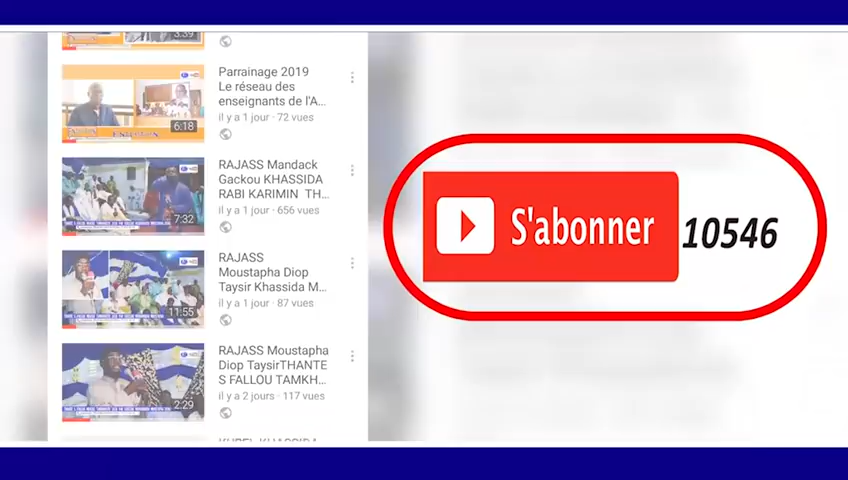 3:39
Parrainage 2019
Le réseau des
enseignants de l'A...
il y a 1 jour · 72 vues
6:18
RAJASS Mandack
Gackou KHASSIDA
RABI KARIMIN TH...
il y a 1 jour · 656 vues
7:32
RAJASS
Moustapha Diop
Taysir Khassida M...
il y a 1 jour · 87 vues
11:55
RAJASS Moustapha
Diop TaysirTHANTE
S FALLOU TAMKH...
il y a 2 jours · 117 vues
2:29
S'abonner
10546